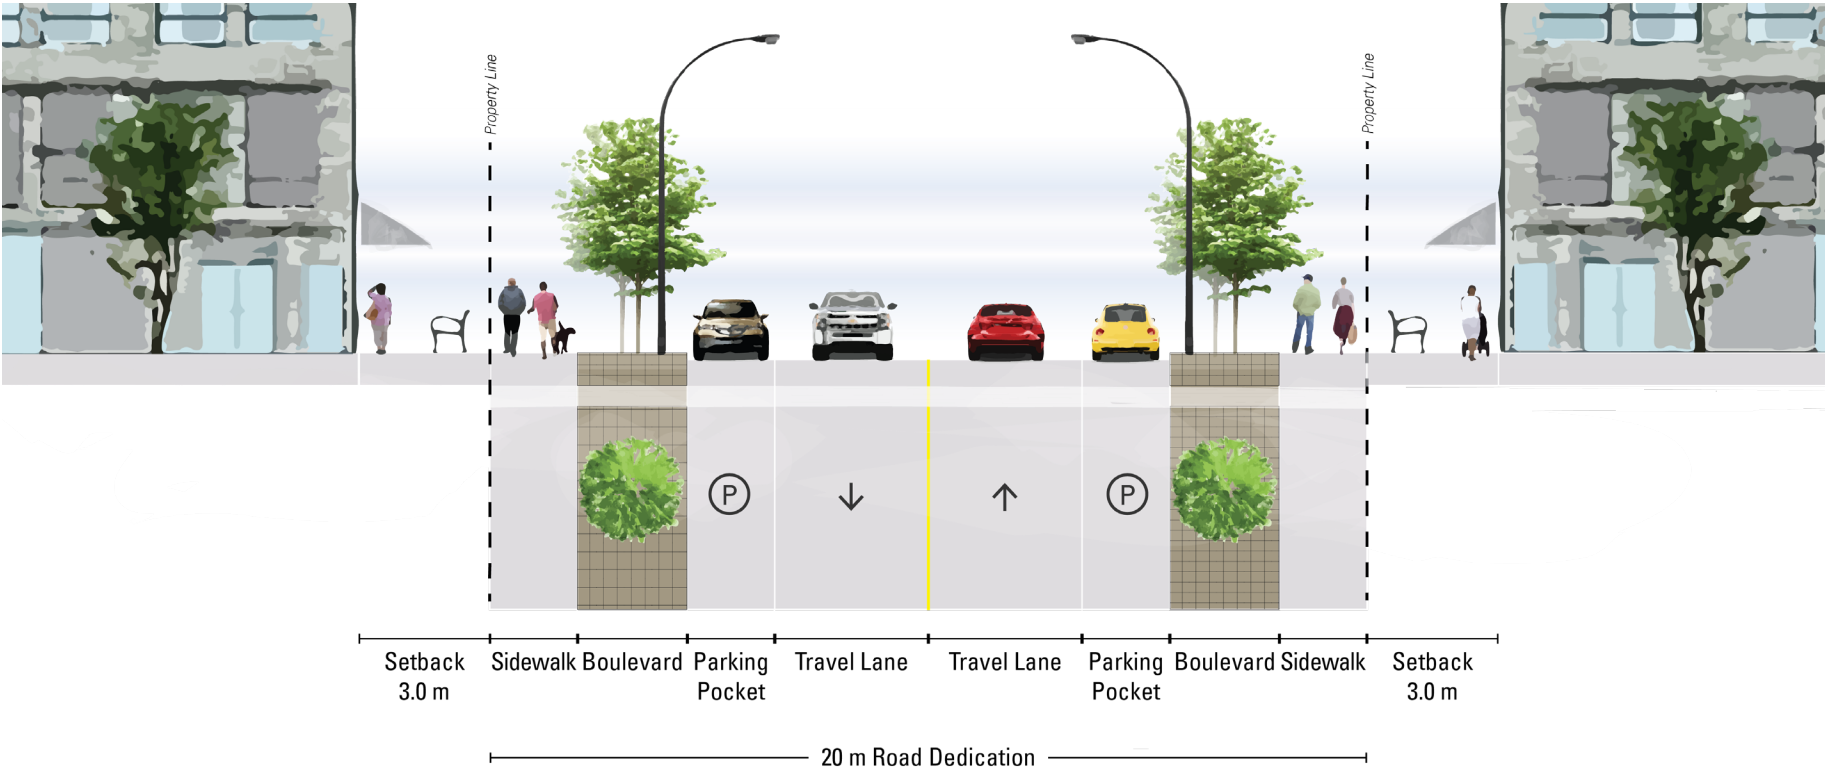 Property Line
Property Line
P
P
Setback
3.0 m
Sidewalk
Boulevard
Parking
Pocket
Travel Lane
Travel Lane
Parking
Pocket
Boulevard
Sidewalk
Setback
3.0 m
20 m Road Dedication